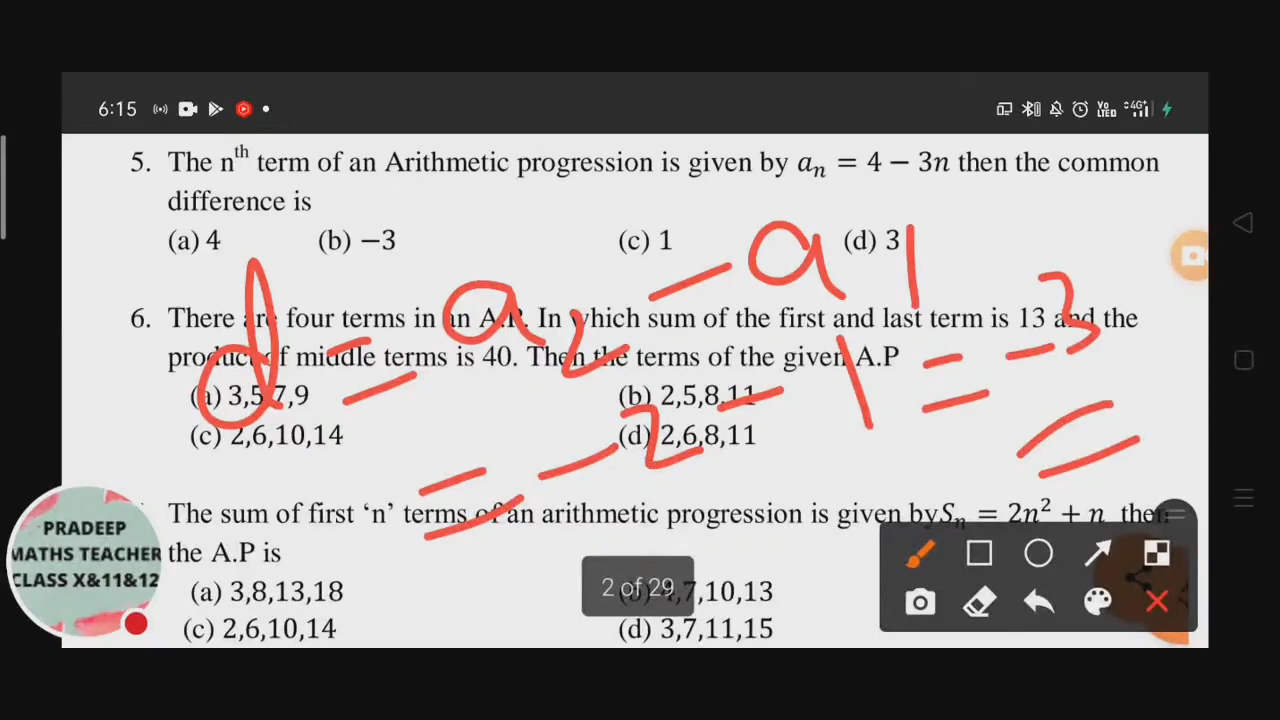 6:15
5. The nth term of an Arithmetic progression is given by aₙ = 4 − 3n then the common
difference is
(a) 4 (b) −3 (c) 1 (d) 3
d = a2 − a1
6. There are four terms in an A.P. In which sum of the first and last term is 13 and the
product of middle terms is 40. Then the terms of the given A.P
= −2 − 1 = −3
(a) 3,5,7,9 (b) 2,5,8,11
(c) 2,6,10,14 (d) 2,6,8,11
The sum of first ‘n’ terms of an arithmetic progression is given by Sₙ = 2n² + n then
the A.P is
(a) 3,8,13,18 ,7,10,13
(c) 2,6,10,14 (d) 3,7,11,15
2 of 29
PRADEEP
MATHS TEACHER
CLASS X&11&12